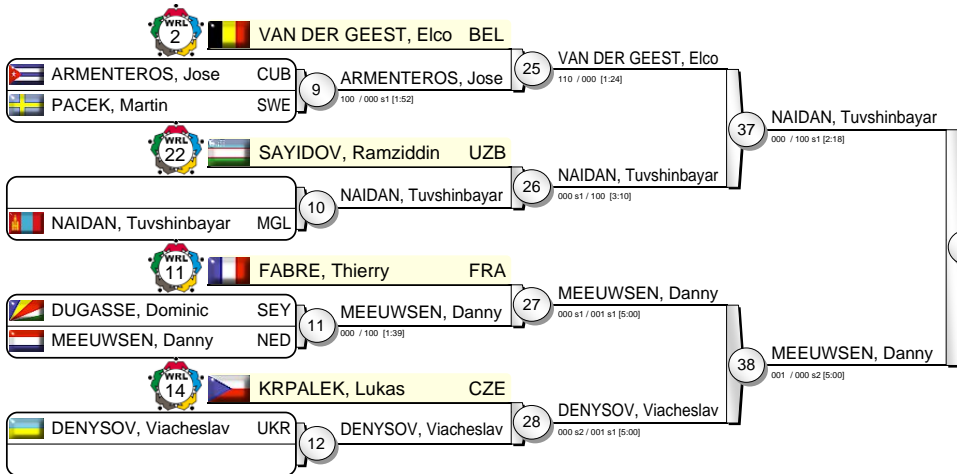 WRL
2
VAN DER GEEST, Elco BEL
ARMENTEROS, Jose CUB
PACEK, Martin SWE
9
ARMENTEROS, Jose
100 / 000 s1 [1:52]
25
VAN DER GEEST, Elco
110 / 000 [1:24]
WRL
22
SAYIDOV, Ramziddin UZB
NAIDAN, Tuvshinbayar MGL
10
NAIDAN, Tuvshinbayar
26
NAIDAN, Tuvshinbayar
000 s1 / 100 [3:10]
37
NAIDAN, Tuvshinbayar
000 / 100 s1 [2:18]
WRL
11
FABRE, Thierry FRA
DUGASSE, Dominic SEY
MEEUWSEN, Danny NED
11
MEEUWSEN, Danny
000 / 100 [1:39]
27
MEEUWSEN, Danny
000 s1 / 001 s1 [5:00]
WRL
14
KRPALEK, Lukas CZE
DENYSOV, Viacheslav UKR
12
DENYSOV, Viacheslav
28
DENYSOV, Viacheslav
000 s2 / 001 s1 [5:00]
38
MEEUWSEN, Danny
001 / 000 s2 [5:00]